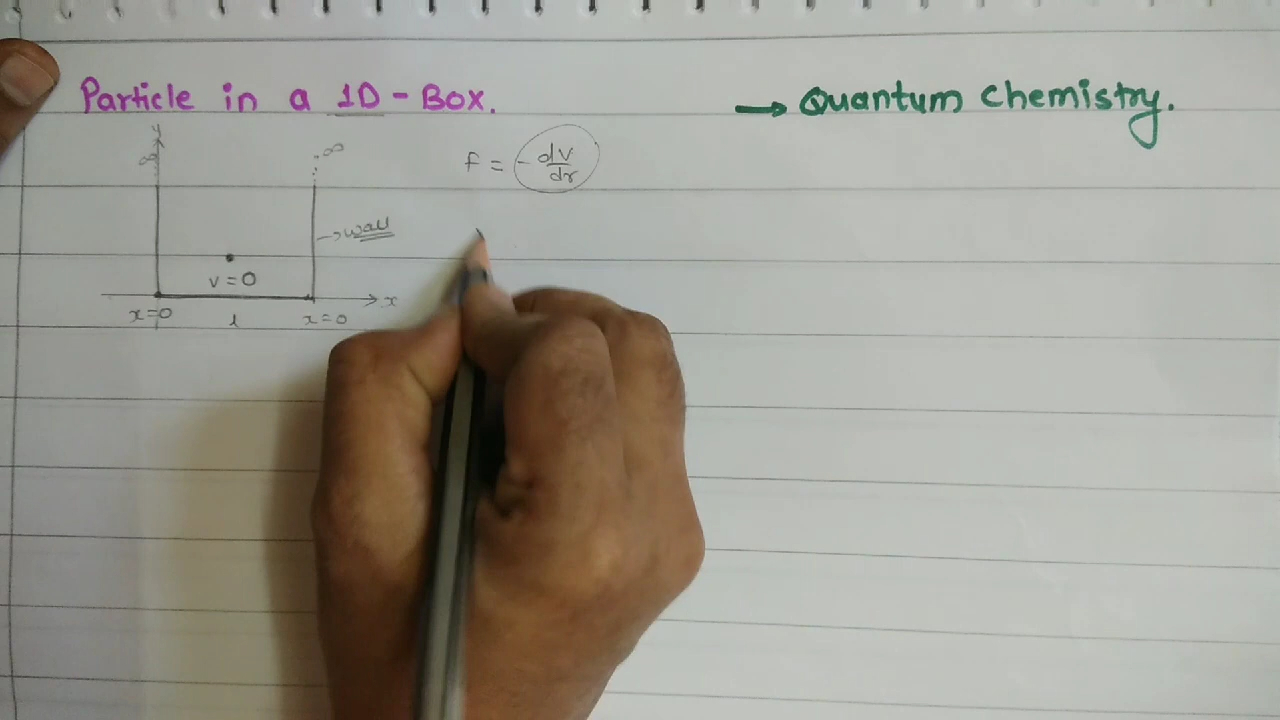 Particle in a 1D-Box.
→ Quantum Chemistry.
y
∞
∞
f = -dV/dr
→ wall
V=0
x
x=0
l
x=0